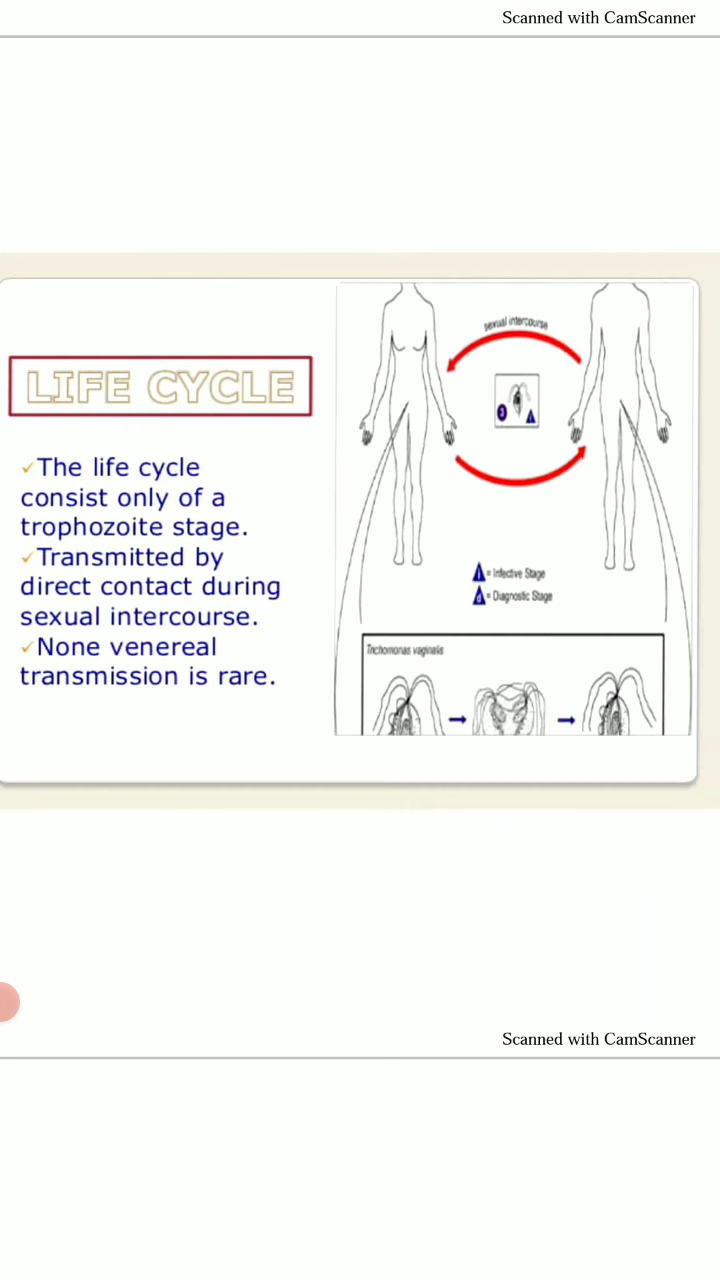 Scanned with CamScanner
LIFE CYCLE
✓The life cycle
consist only of a
trophozoite stage.
✓Transmitted by
direct contact during
sexual intercourse.
✓None venereal
transmission is rare.
sexual intercourse
i = Infective Stage
d = Diagnostic Stage
Trichomonas vaginalis
Scanned with CamScanner